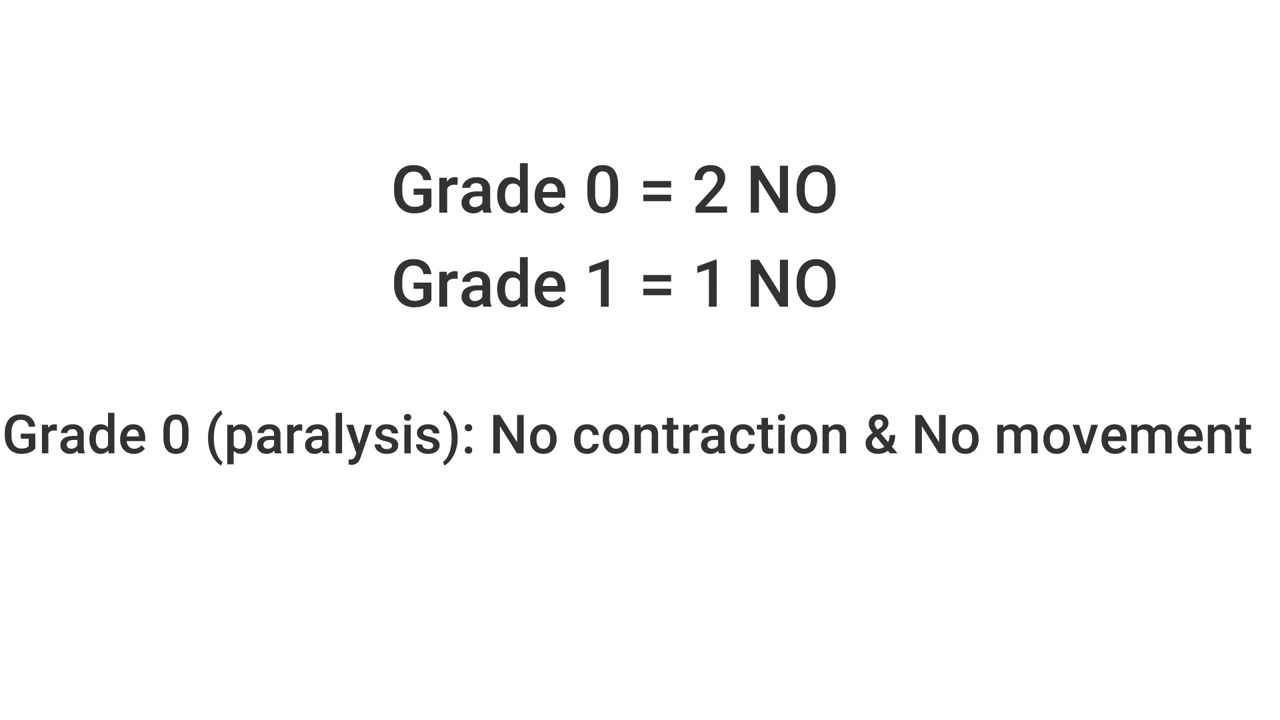 Grade 0 = 2 NO
Grade 1 = 1 NO
Grade 0 (paralysis): No contraction & No movement